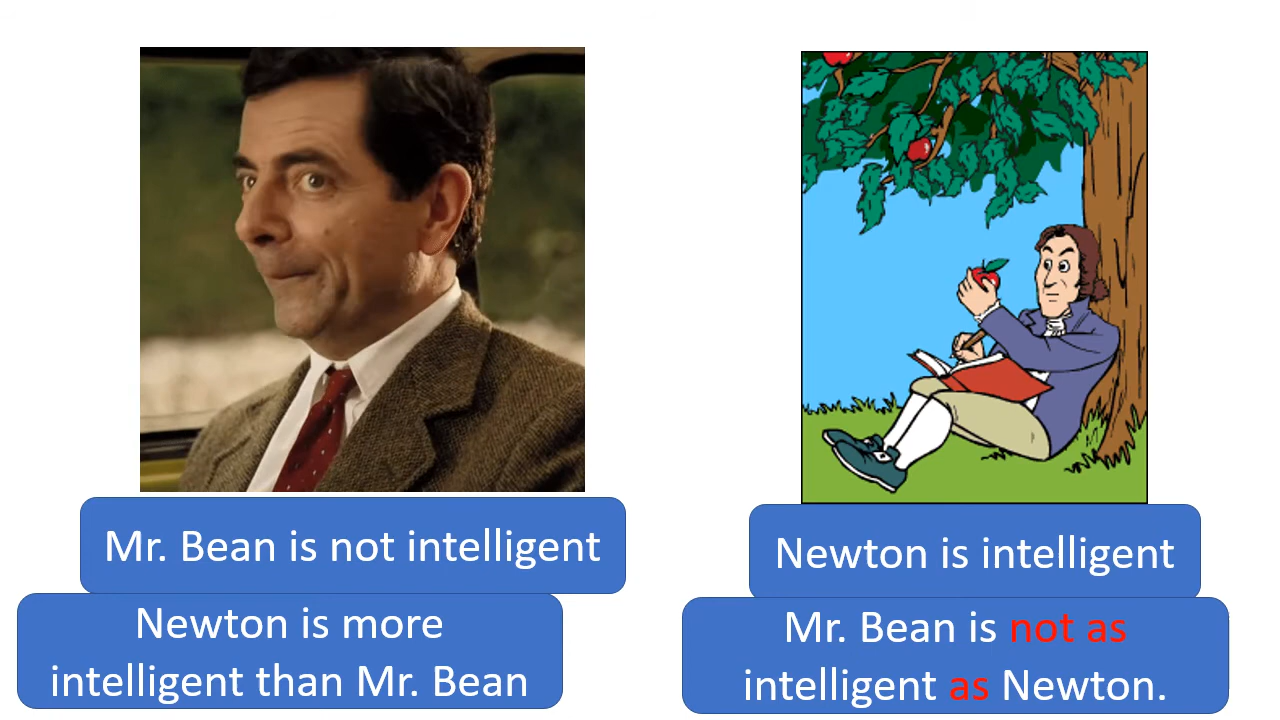 Mr. Bean is not intelligent
Newton is more
intelligent than Mr. Bean
Newton is intelligent
Mr. Bean is not as
intelligent as Newton.